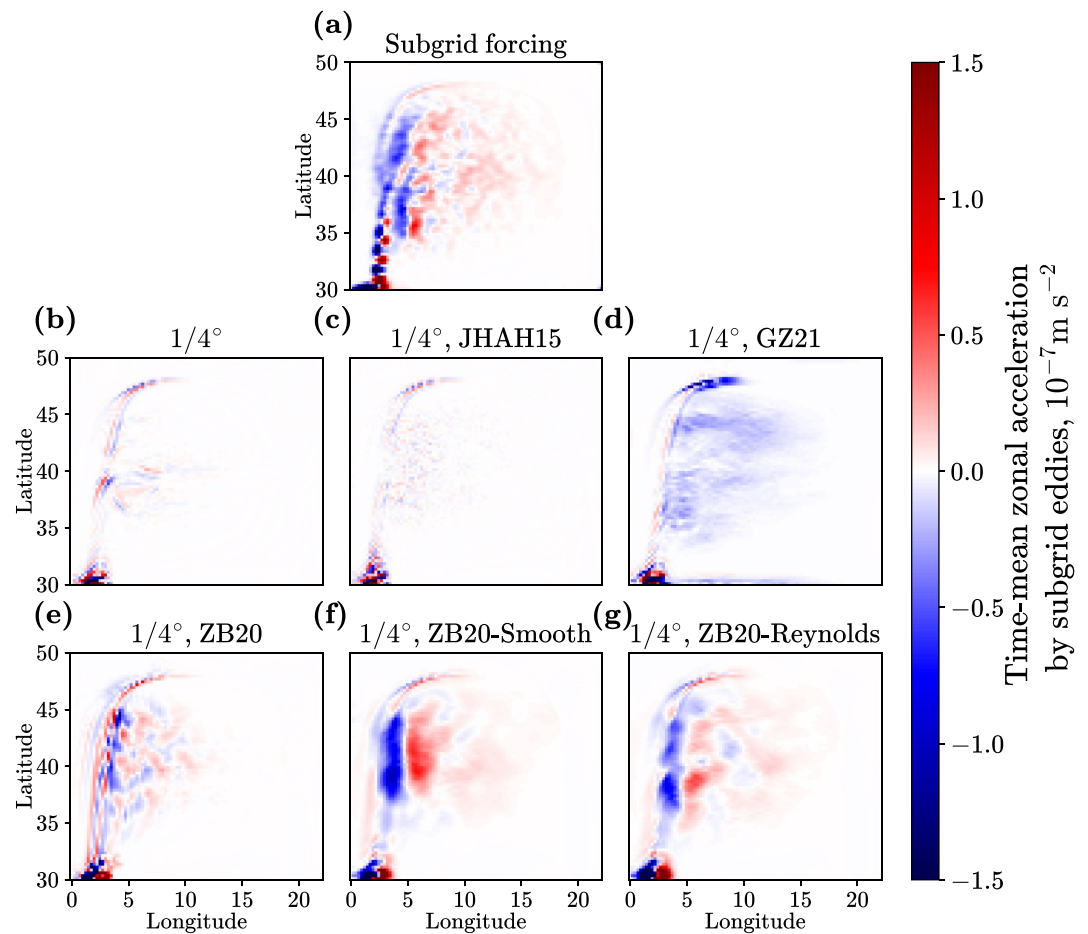 (a)
Subgrid forcing
50
45
40
35
30
Latitude
(b)
1/4°
(c)
1/4°, JHAH15
(d)
1/4°, GZ21
50
45
40
35
30
Latitude
(e)
1/4°, ZB20
(f)
1/4°, ZB20-Smooth
(g)
1/4°, ZB20-Reynolds
50
45
40
35
30
Latitude
0 5 10 15 20
Longitude
0 5 10 15 20
Longitude
0 5 10 15 20
Longitude
1.5
1.0
0.5
0.0
−0.5
−1.0
−1.5
Time-mean zonal acceleration
by subgrid eddies, 10⁻⁷ m s⁻²